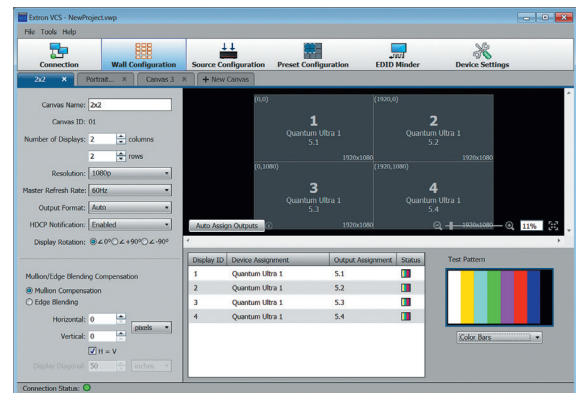 Extron VCS - NewProject.vwp
File Tools Help
Connection Wall Configuration Source Configuration Preset Configuration EDID Minder Device Settings
2x2 × Portrait... × Canvas 3 × + New Canvas
Canvas Name: 2x2
Canvas ID: 01
Number of Displays: 2 columns
2 rows
Resolution: 1080p
Master Refresh Rate: 60Hz
Output Format: Auto
HDCP Notification: Enabled
Display Rotation: ∠ 0° ∠ +90° ∠ -90°
Mullion/Edge Blending Compensation
Mullion Compensation
Edge Blending
Horizontal: 0
pixels
Vertical: 0
H = V
Display Diagonal: 50 inches
(0,0) (1920,0)
1 2
Quantum Ultra 1 Quantum Ultra 1
5.1 5.2
1920x1080 1920x1080
(0,1080) (1920,1080)
3 4
Quantum Ultra 1 Quantum Ultra 1
5.3 5.4
Auto Assign Outputs 1920x1080 1920x1080 11%
Display ID Device Assignment Output Assignment Status
1 Quantum Ultra 1 5.1
2 Quantum Ultra 1 5.2
3 Quantum Ultra 1 5.3
4 Quantum Ultra 1 5.4
Test Pattern
Color Bars
Connection Status: